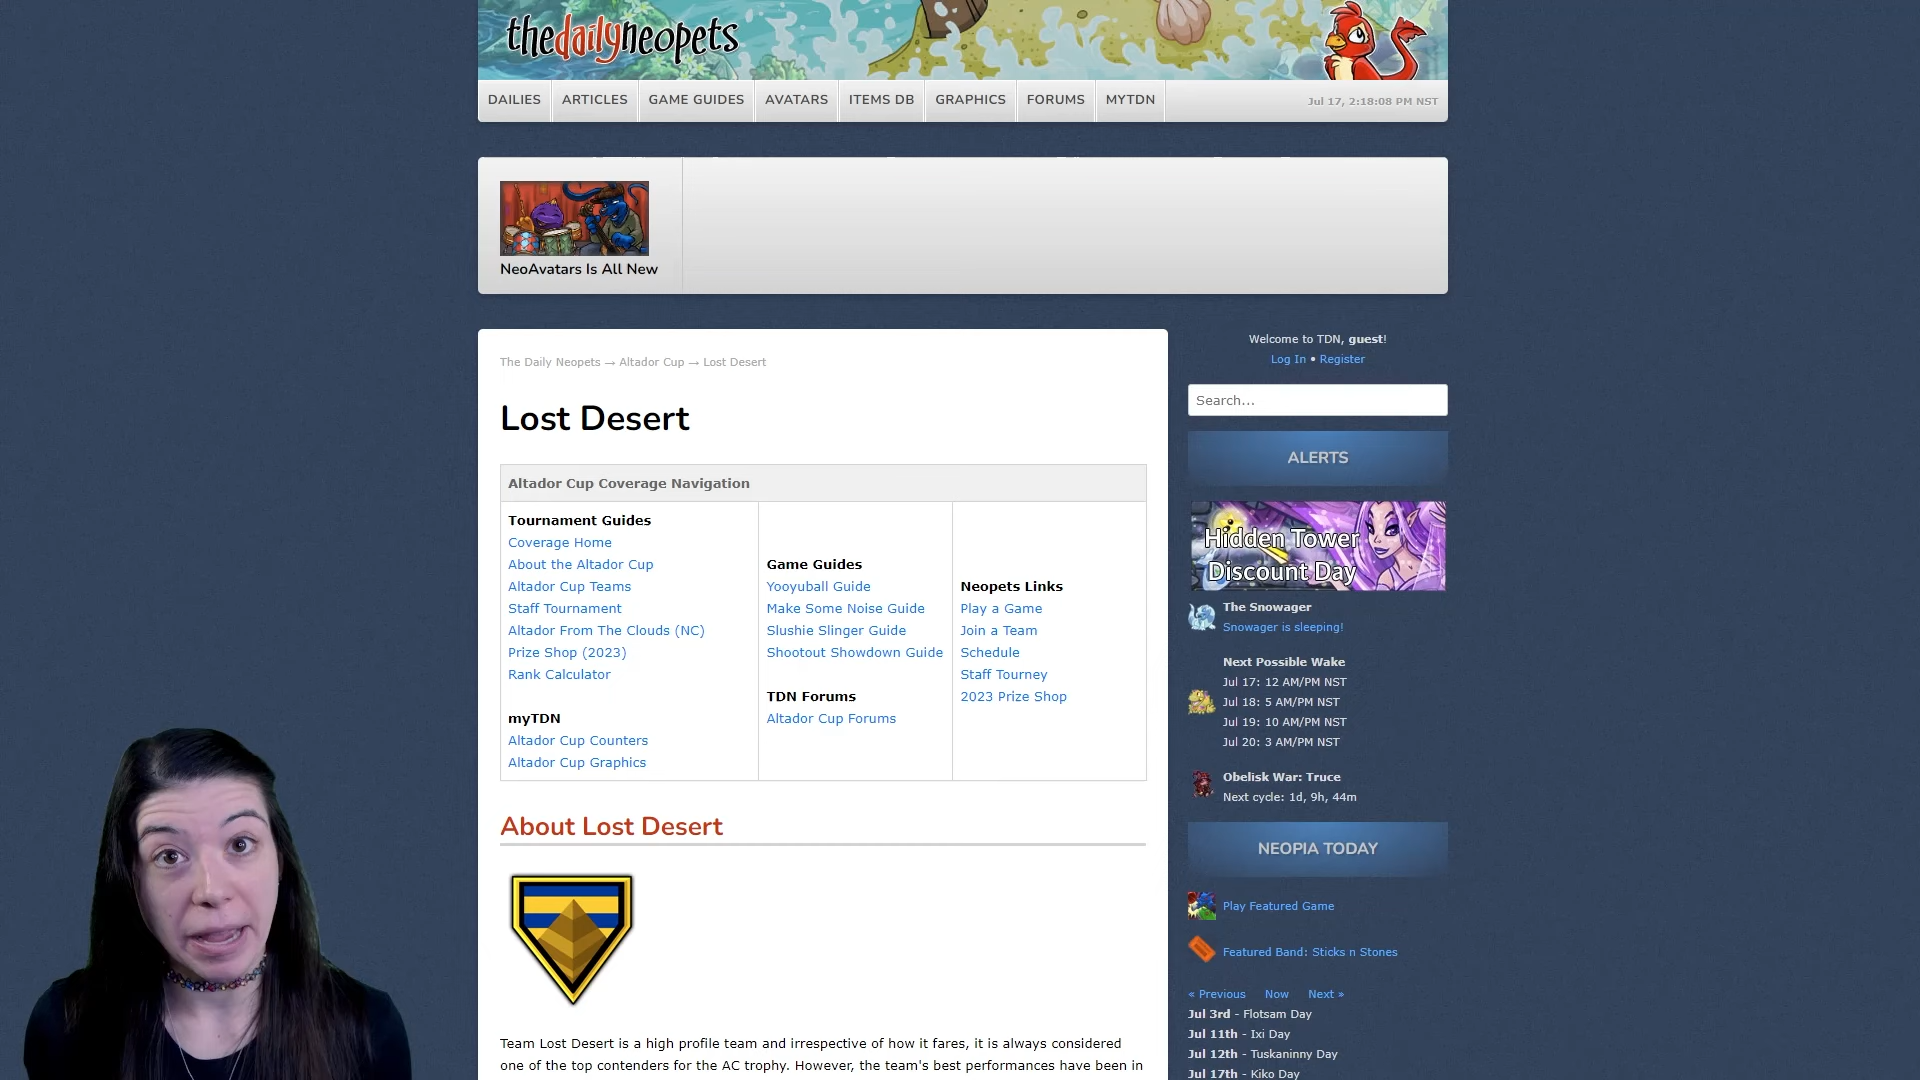 thedailyneopets
DAILIES
ARTICLES
GAME GUIDES
AVATARS
ITEMS DB
GRAPHICS
FORUMS
MYTDN
Jul 17, 2:18:08 PM NST
NeoAvatars Is All New
The Daily Neopets → Altador Cup → Lost Desert
Lost Desert
Altador Cup Coverage Navigation
Tournament Guides
Coverage Home
About the Altador Cup
Altador Cup Teams
Staff Tournament
Altador From The Clouds (NC)
Prize Shop (2023)
Rank Calculator
myTDN
Altador Cup Counters
Altador Cup Graphics
Game Guides
Yooyuball Guide
Make Some Noise Guide
Slushie Slinger Guide
Shootout Showdown Guide
TDN Forums
Altador Cup Forums
Neopets Links
Play a Game
Join a Team
Schedule
Staff Tourney
2023 Prize Shop
About Lost Desert
Team Lost Desert is a high profile team and irrespective of how it fares, it is always considered
one of the top contenders for the AC trophy. However, the team's best performances have been in
Welcome to TDN, guest!
Log In • Register
Search...
ALERTS
Hidden Tower
Discount Day
The Snowager
Snowager is sleeping!
Next Possible Wake
Jul 17: 12 AM/PM NST
Jul 18: 5 AM/PM NST
Jul 19: 10 AM/PM NST
Jul 20: 3 AM/PM NST
Obelisk War: Truce
Next cycle: 1d, 9h, 44m
NEOPIA TODAY
Play Featured Game
Featured Band: Sticks n Stones
« Previous
Now
Next »
Jul 3rd - Flotsam Day
Jul 11th - Ixi Day
Jul 12th - Tuskaninny Day
Jul 17th - Kiko Day